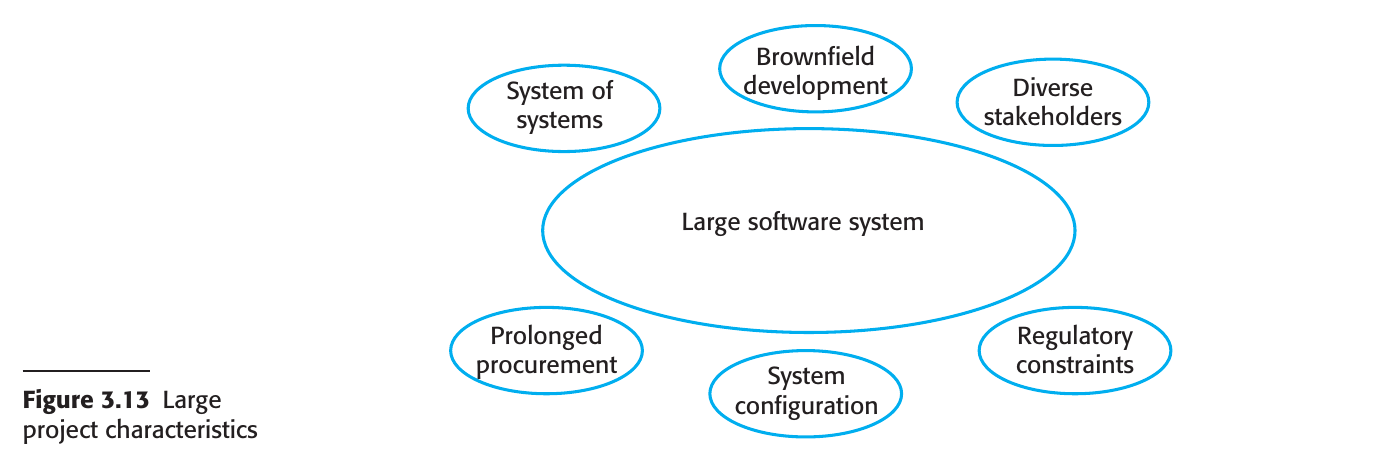 Brownfield
development
System of
systems
Diverse
stakeholders
Large software system
Prolonged
procurement
Regulatory
constraints
System
configuration
Figure 3.13 Large
project characteristics